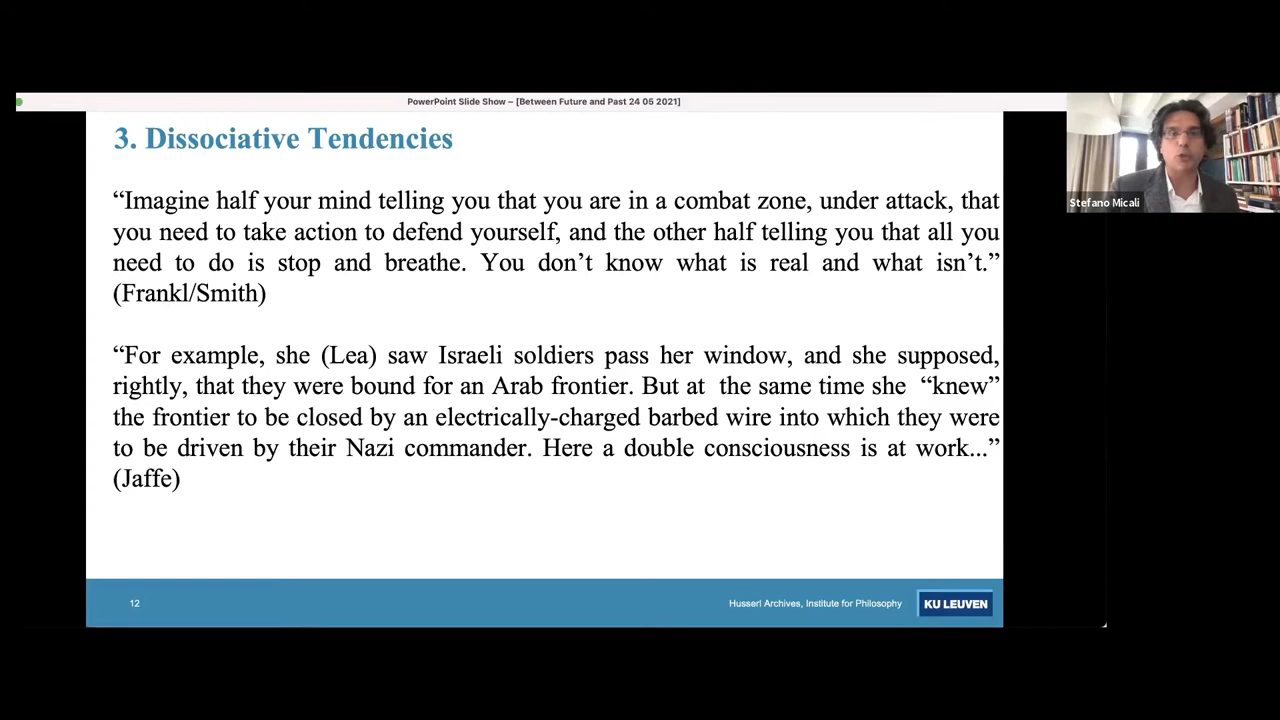 PowerPoint Slide Show – [Between Future and Past 24 05 2021]
3. Dissociative Tendencies
“Imagine half your mind telling you that you are in a combat zone, under attack, that
you need to take action to defend yourself, and the other half telling you that all you
need to do is stop and breathe. You don’t know what is real and what isn’t.”
(Frankl/Smith)
“For example, she (Lea) saw Israeli soldiers pass her window, and she supposed,
rightly, that they were bound for an Arab frontier. But at the same time she “knew”
the frontier to be closed by an electrically-charged barbed wire into which they were
to be driven by their Nazi commander. Here a double consciousness is at work...”
(Jaffe)
12
Husserl Archives, Institute for Philosophy
KU LEUVEN
Stefano Micali